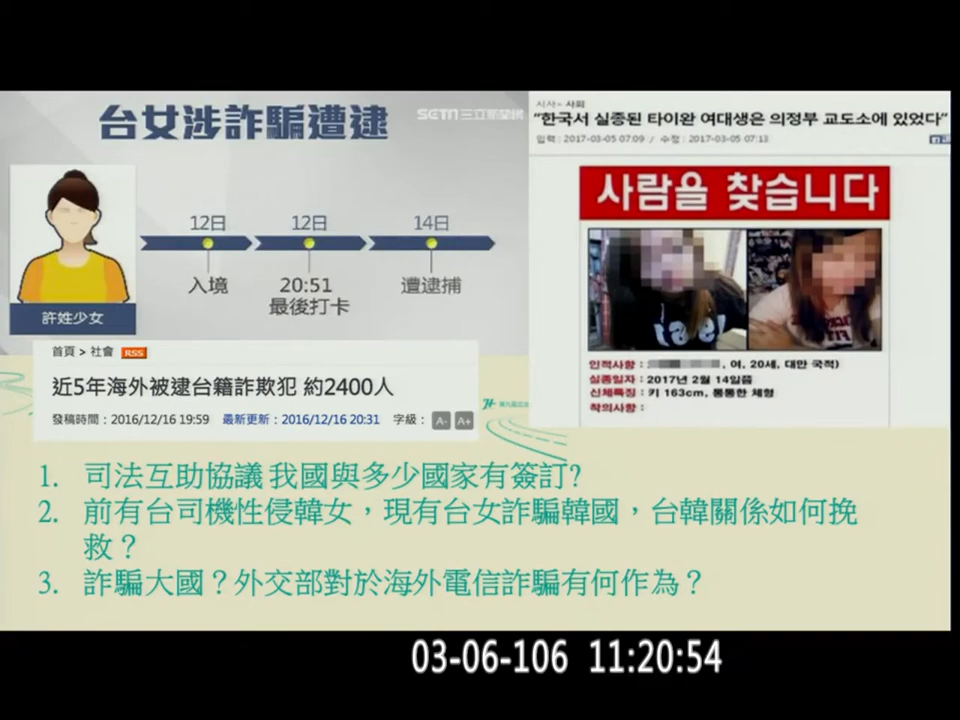 台女涉詐騙遭逮
SETN三立新聞網
12日
12日
14日
入境
20:51
最後打卡
遭逮捕
許姓少女
시사> 사회
"한국서 실종된 타이완 여대생은 의정부 교도소에 있었다"
입력 : 2017-03-05 07:09 / 수정 : 2017-03-05 07:13
사람을 찾습니다
인적사항 : , 여, 20세, 대만 국적)
실종일자 : 2017년 2월 14일쯤
신체특징 : 키 163cm, 통통한 체형
착의사항 :
首頁 > 社會 RSS
近5年海外被逮台籍詐欺犯 約2400人
發稿時間：2016/12/16 19:59 最新更新：2016/12/16 20:31 字級： A- A+
1. 司法互助協議 我國與多少國家有簽訂?
2. 前有台司機性侵韓女，現有台女詐騙韓國，台韓關係如何挽
救？
3. 詐騙大國？外交部對於海外電信詐騙有何作為？
03-06-106 11:20:54